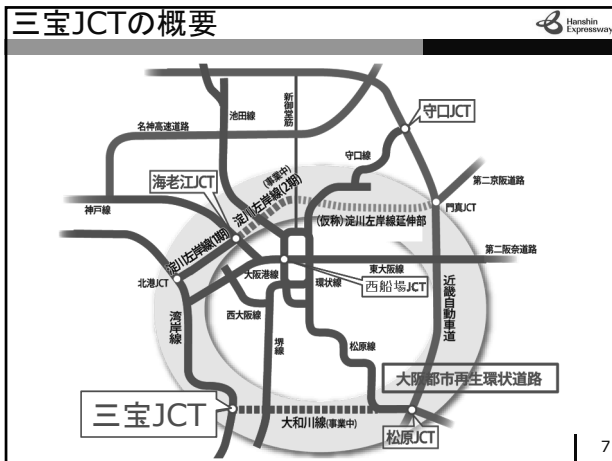 三宝JCTの概要
Hanshin
Expressway
池田線
新御堂筋
守口JCT
名神高速道路
守口線
海老江JCT
(事業中)
淀川左岸線(2期)
第二京阪道路
神戸線
門真JCT
(仮称)淀川左岸線延伸部
淀川左岸線(1期)
第二阪奈道路
大阪港線
東大阪線
北港JCT
西船場JCT
環状線
近畿自動車道
湾岸線
西大阪線
堺線
松原線
大阪都市再生環状道路
三宝JCT
大和川線(事業中)
松原JCT
7